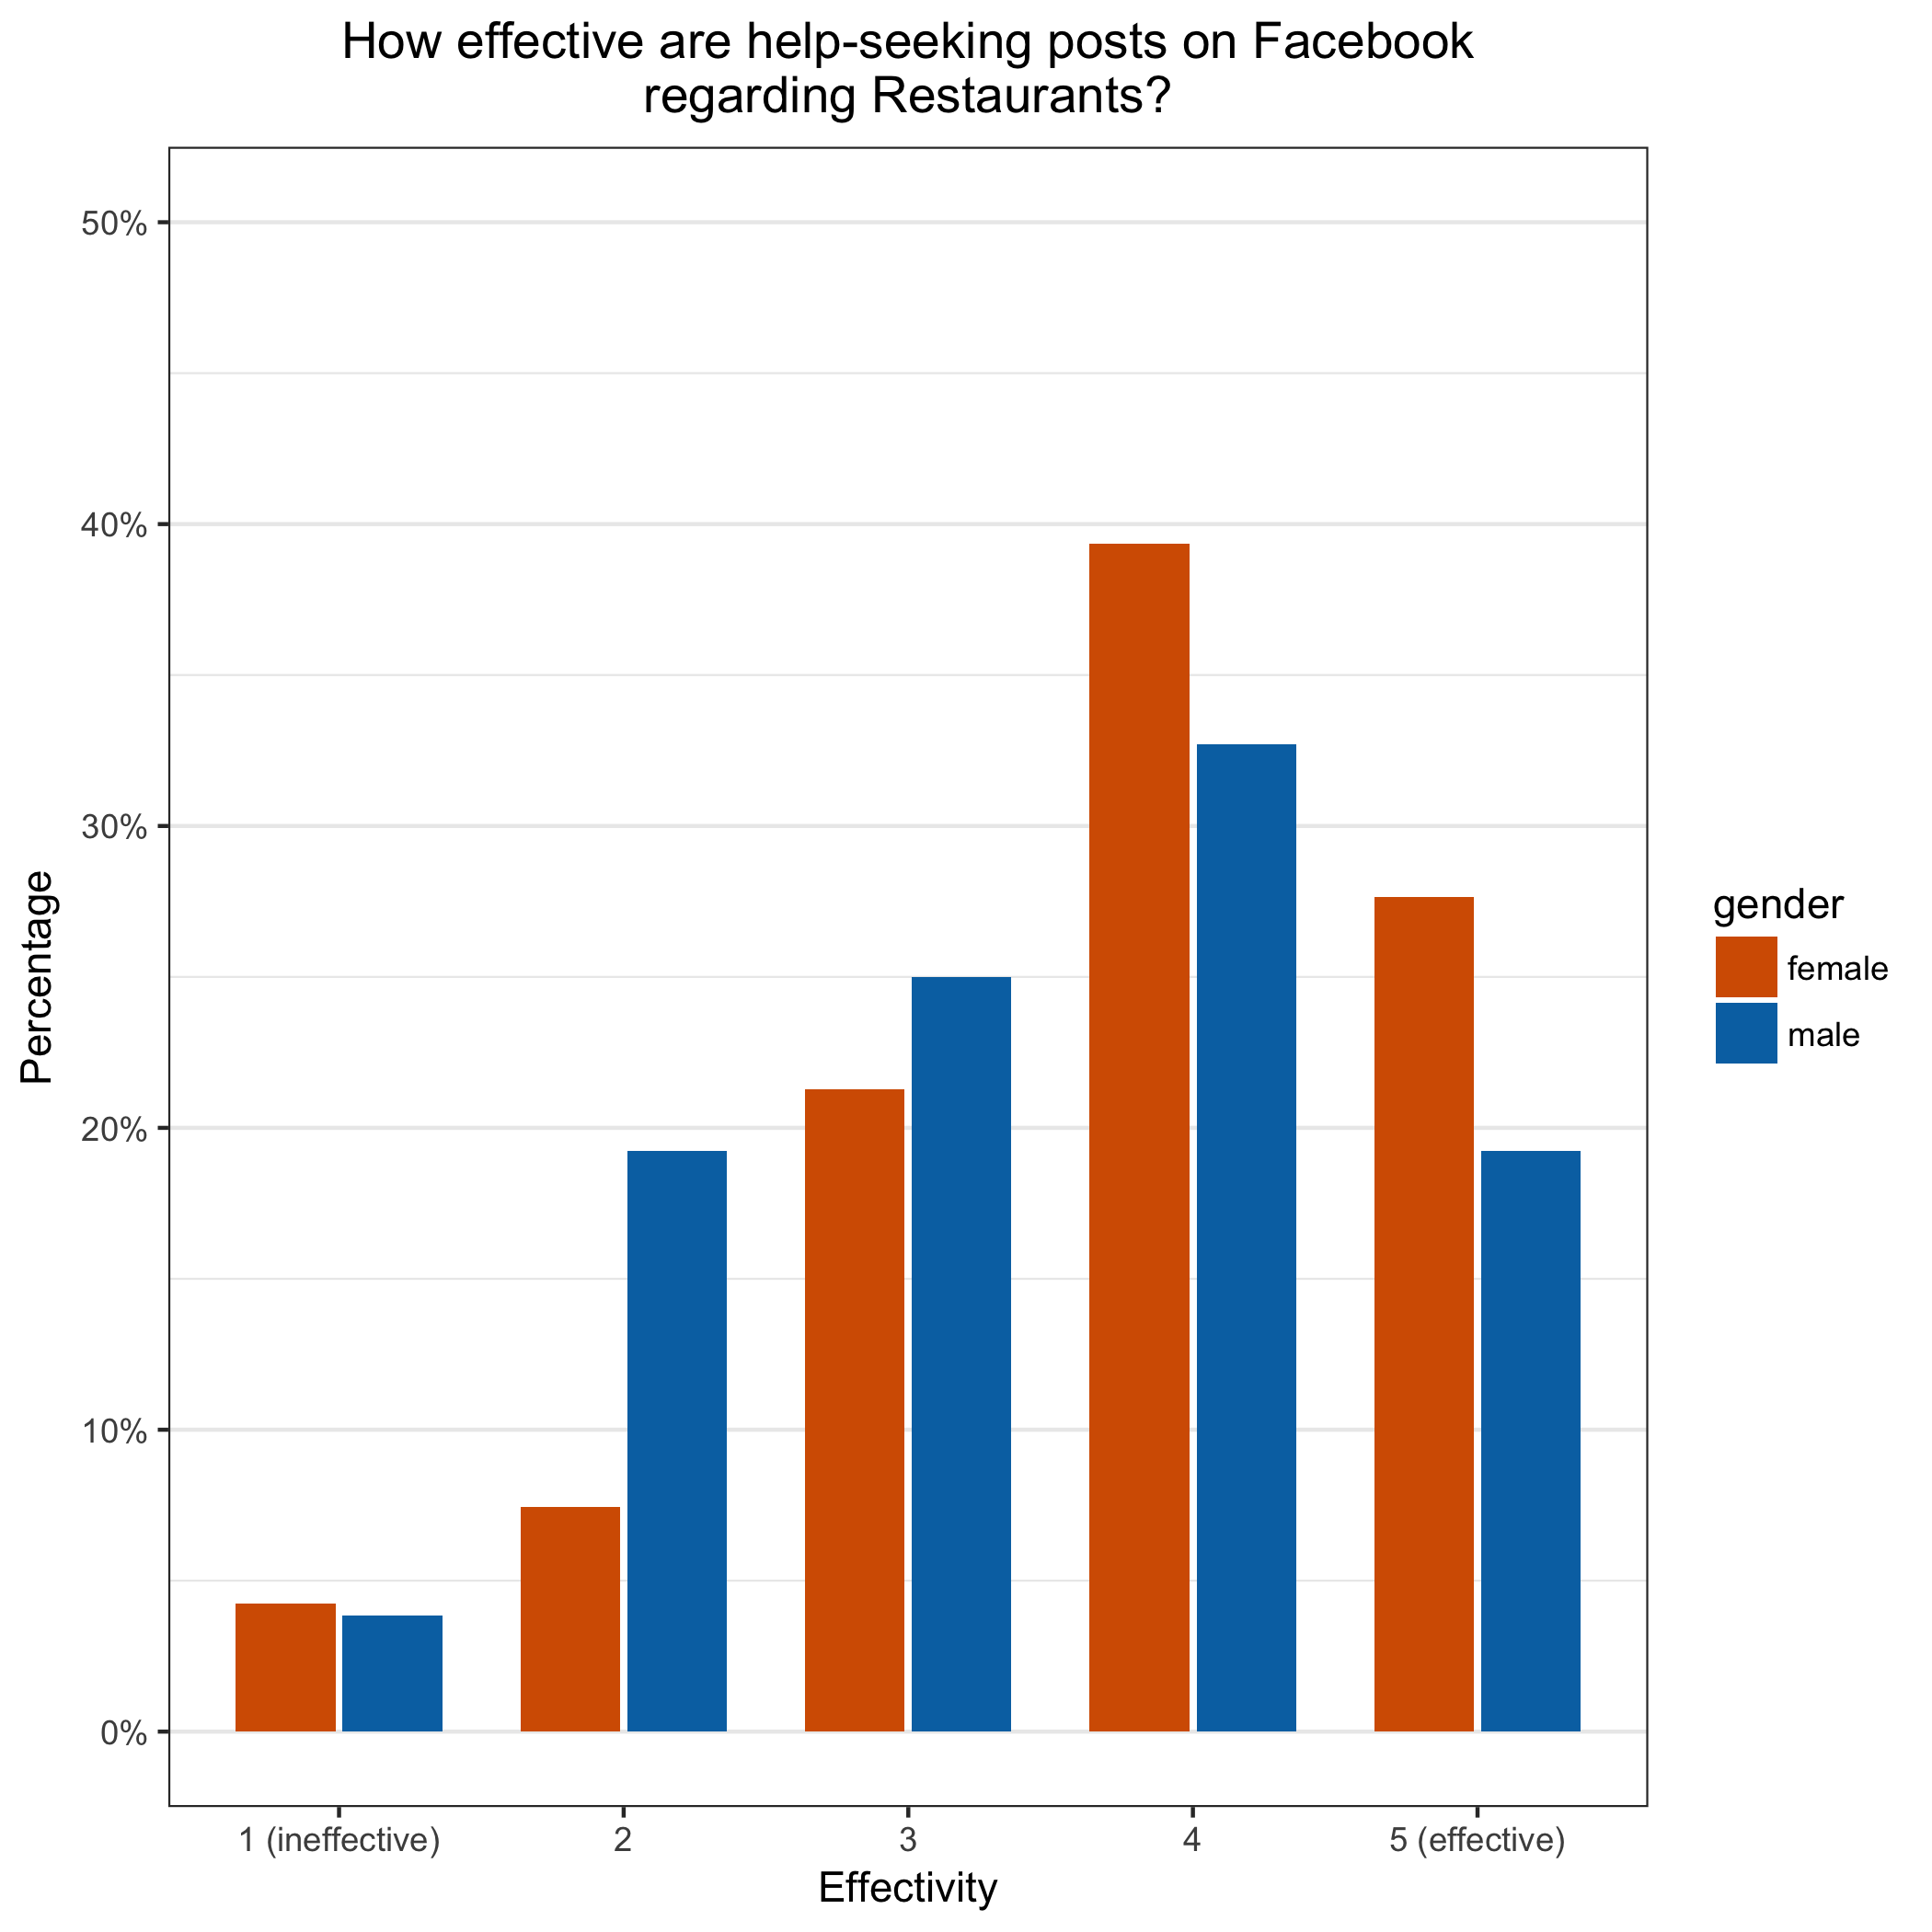 How effective are help-seeking posts on Facebook
regarding Restaurants?
50%
40%
30%
20%
10%
0%
Percentage
1 (ineffective)
2
3
4
5 (effective)
Effectivity
gender
female
male